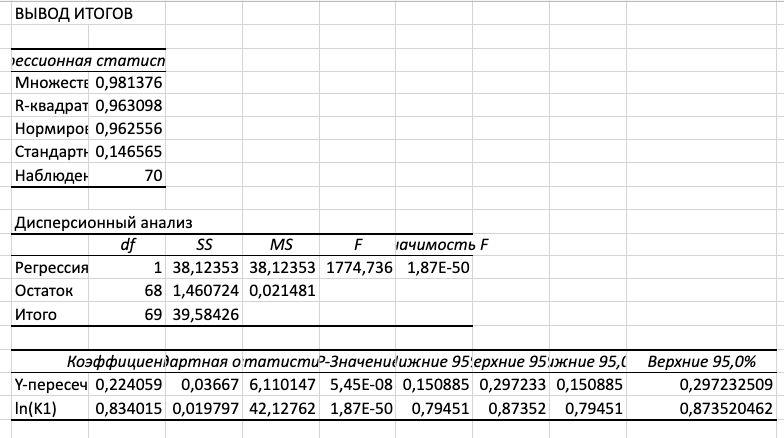 ВЫВОД ИТОГОВ
рессионная статист
Множеств 0,981376
R-квадрат 0,963098
Нормиров 0,962556
Стандартн 0,146565
Наблюден 70
Дисперсионный анализ
df SS MS F начимость F
Регрессия 1 38,12353 38,12353 1774,736 1,87E-50
Остаток 68 1,460724 0,021481
Итого 69 39,58426
Коэффициен дартная о татисти P-Значение ижние 95 ерхние 95 ижние 95,0 Верхние 95,0%
Y-пересеч 0,224059 0,03667 6,110147 5,45E-08 0,150885 0,297233 0,150885 0,297232509
ln(K1) 0,834015 0,019797 42,12762 1,87E-50 0,79451 0,87352 0,79451 0,873520462